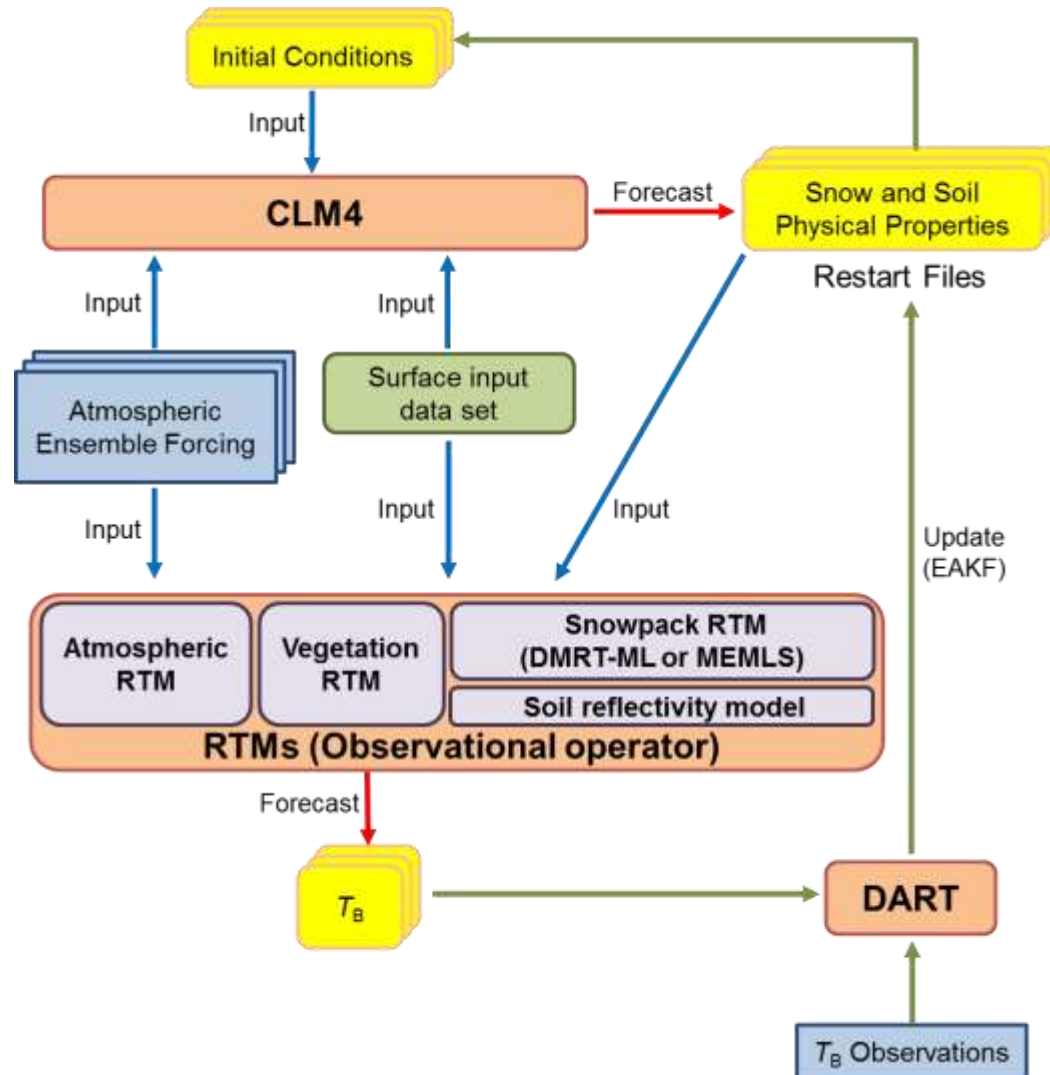 Initial Conditions
Input
CLM4
Forecast
Snow and Soil
Physical Properties
Restart Files
Input
Input
Atmospheric
Ensemble Forcing
Surface input
data set
Input
Input
Input
Update
(EAKF)
Atmospheric
RTM
Vegetation
RTM
Snowpack RTM
(DMRT-ML or MEMLS)
Soil reflectivity model
RTMs (Observational operator)
Forecast
TB
DART
TB Observations